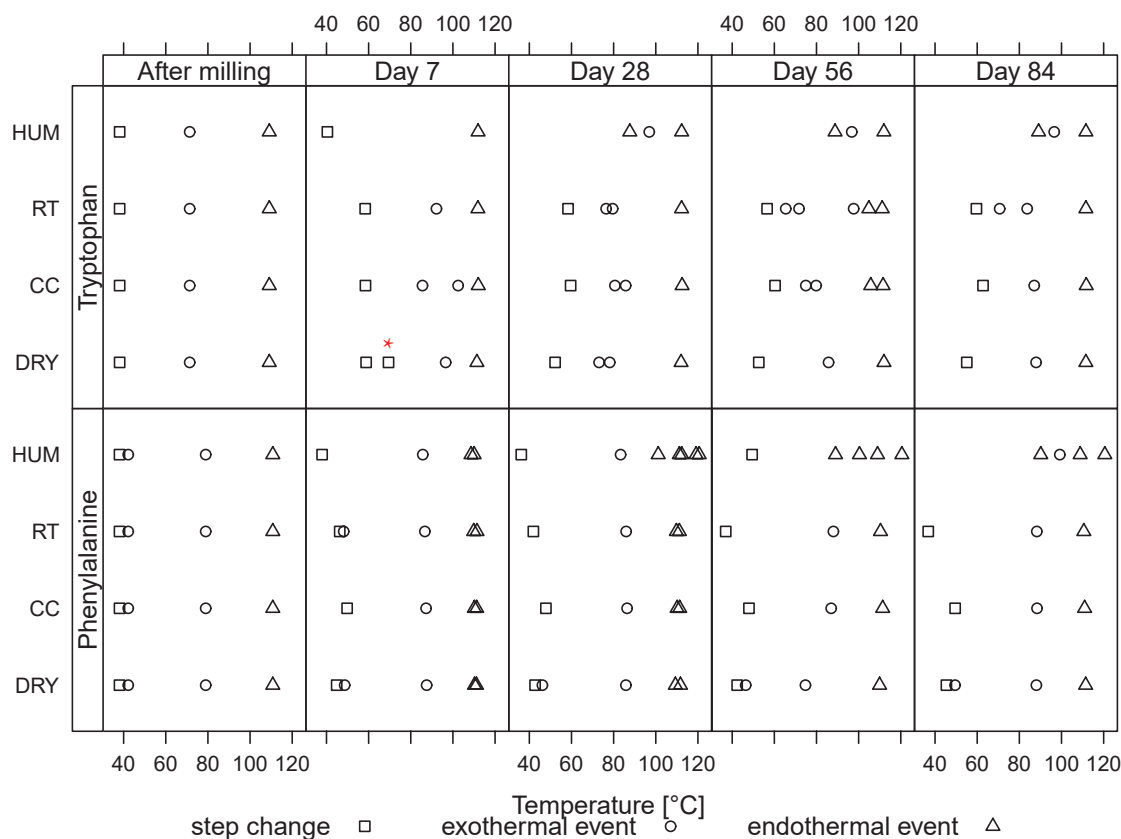 40 60 80 100 120 40 60 80 100 120
After milling Day 7 Day 28 Day 56 Day 84
Tryptophan
HUM
RT
CC
DRY
Phenylalanine
HUM
RT
CC
DRY
40 60 80 100 120 40 60 80 100 120 40 60 80 100 120
Temperature [°C]
step change exothermal event endothermal event